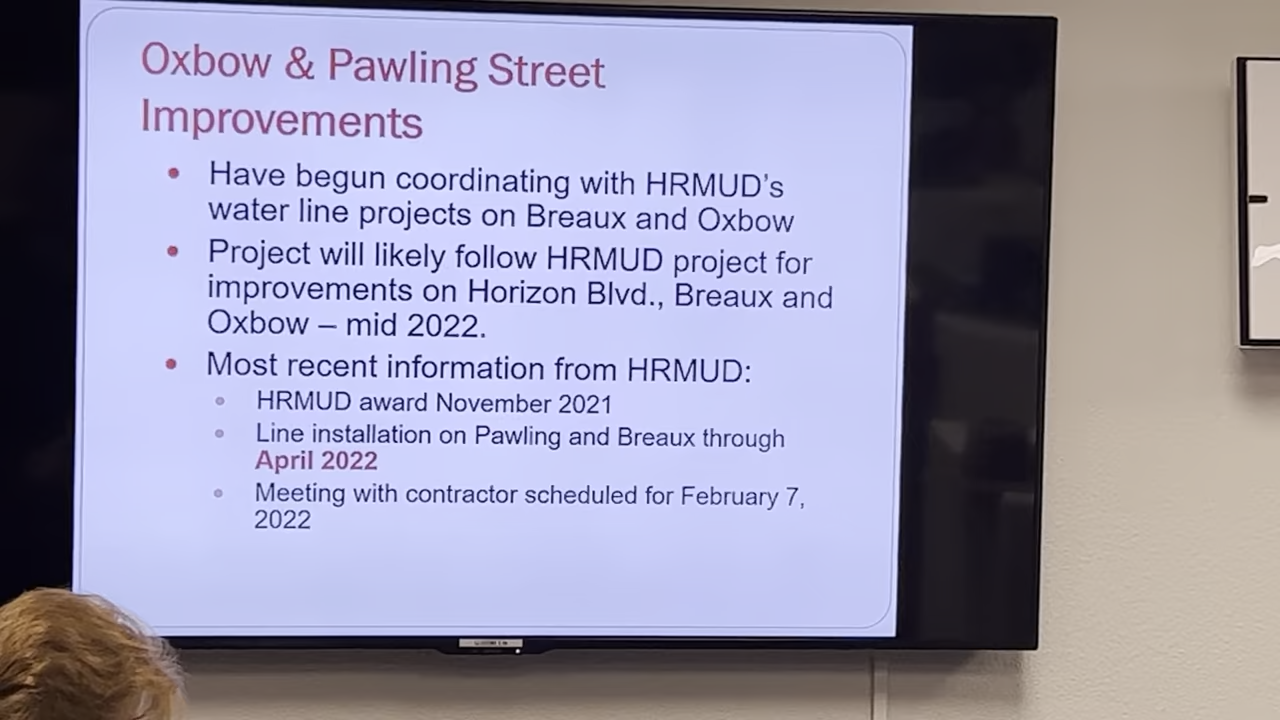 Oxbow & Pawling Street
Improvements
• Have begun coordinating with HRMUD's
water line projects on Breaux and Oxbow
• Project will likely follow HRMUD project for
improvements on Horizon Blvd., Breaux and
Oxbow – mid 2022.
• Most recent information from HRMUD:
• HRMUD award November 2021
• Line installation on Pawling and Breaux through
April 2022
• Meeting with contractor scheduled for February 7,
2022